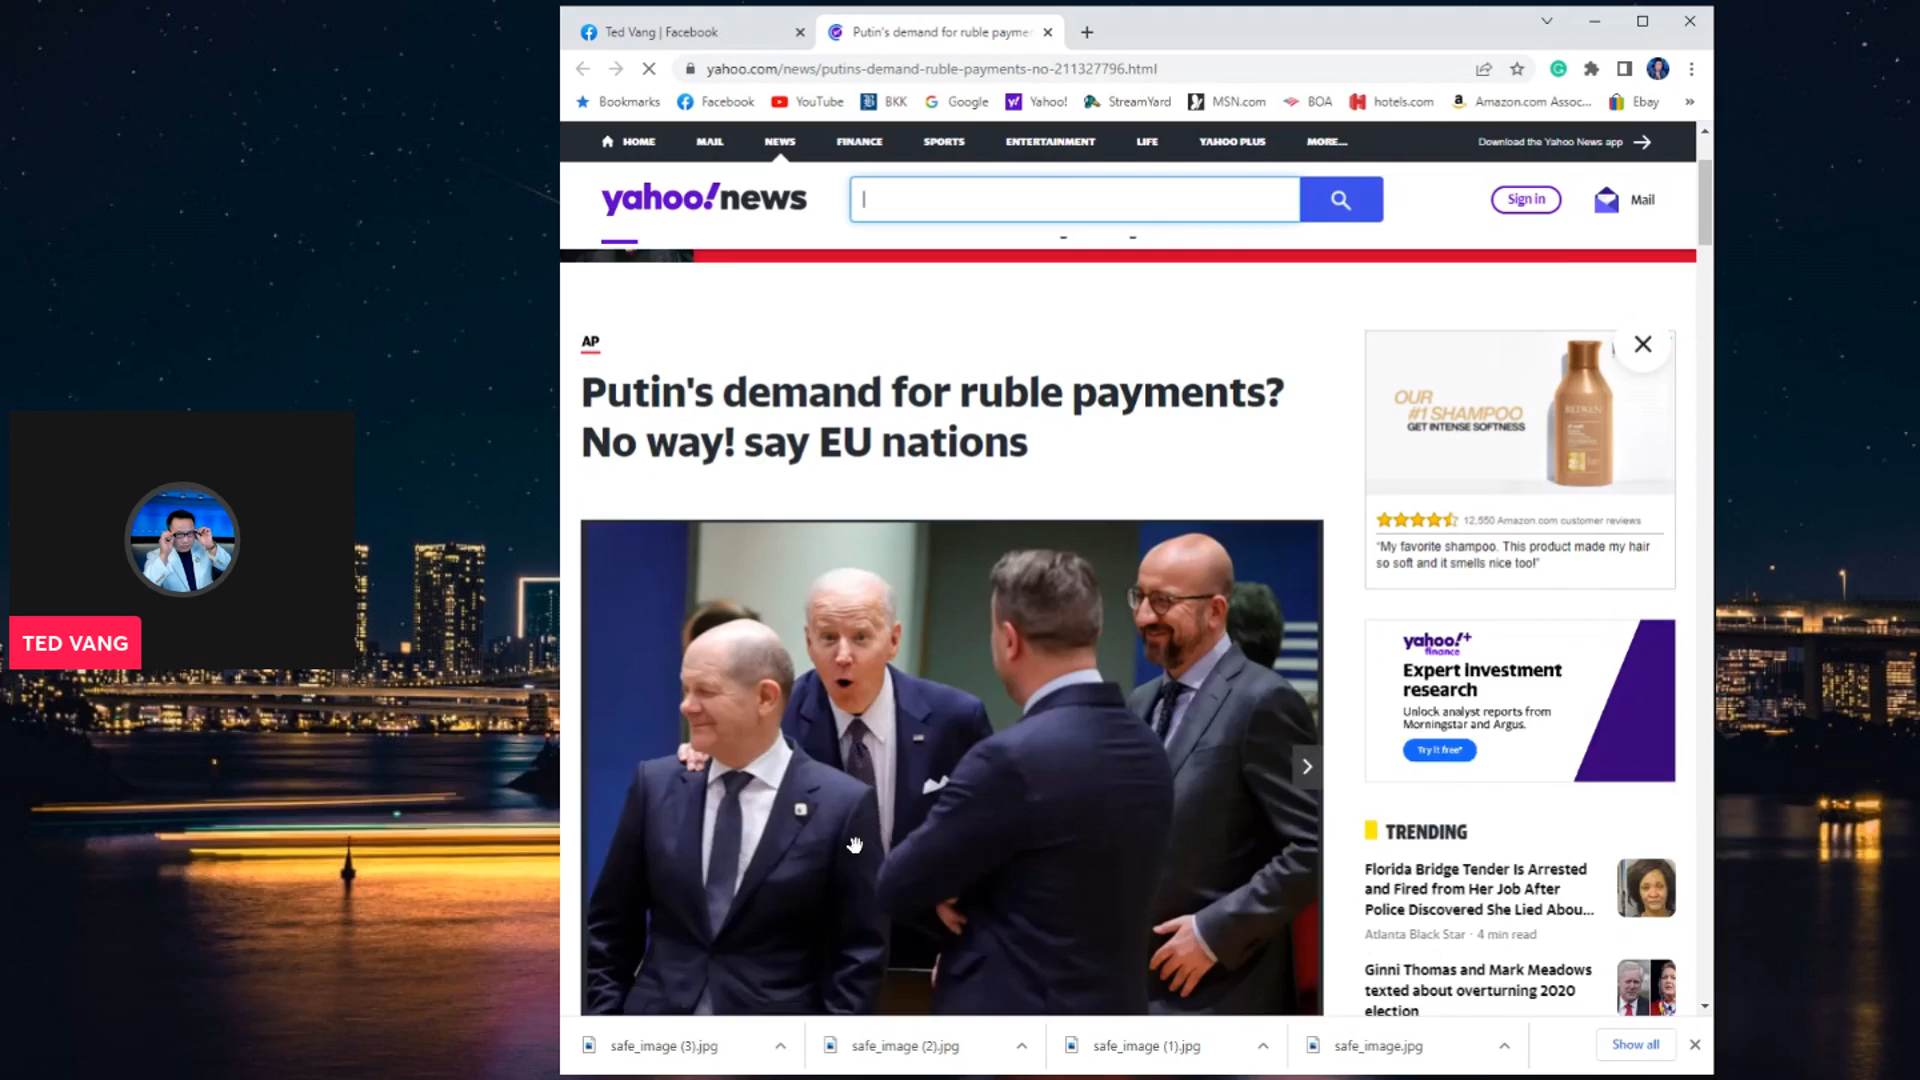 Ted Vang | Facebook
Putin's demand for ruble paymer
yahoo.com/news/putins-demand-ruble-payments-no-211327796.html
Bookmarks
Facebook
YouTube
BKK
Google
Yahoo!
StreamYard
MSN.com
BOA
hotels.com
Amazon.com Assoc...
Ebay
HOME
MAIL
NEWS
FINANCE
SPORTS
ENTERTAINMENT
LIFE
YAHOO PLUS
MORE...
Download the Yahoo News app
yahoo!news
Sign in
Mail
AP
Putin's demand for ruble payments?
No way! say EU nations
OUR
#1 SHAMPOO
GET INTENSE SOFTNESS
REDKEN
12,550 Amazon.com customer reviews
"My favorite shampoo. This product made my hair
so soft and it smells nice too!"
yahoo!+
finance
Expert investment
research
Unlock analyst reports from
Morningstar and Argus.
Try it free*
TRENDING
Florida Bridge Tender Is Arrested
and Fired from Her Job After
Police Discovered She Lied Abou...
Atlanta Black Star · 4 min read
Ginni Thomas and Mark Meadows
texted about overturning 2020
election
TED VANG
safe_image (3).jpg
safe_image (2).jpg
safe_image (1).jpg
safe_image.jpg
Show all